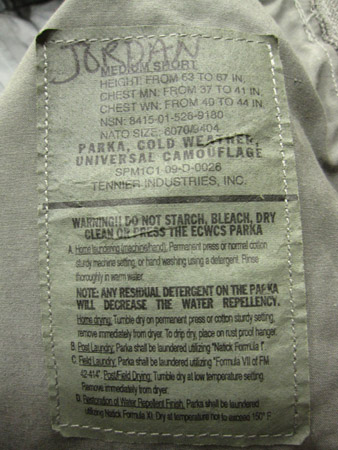 JORDAN
MEDIUM SHORT
HEIGHT: FROM 63 TO 67 IN.
CHEST MN: FROM 37 TO 41 IN.
CHEST WN: FROM 40 TO 44 IN.
NSN: 8415-01-526-9180
NATO SIZE: 6070/9404
PARKA, COLD WEATHER,
UNIVERSAL CAMOUFLAGE
SPM1C1 09-D-0026
TENNIER INDUSTRIES, INC.
WARNING!! DO NOT STARCH, BLEACH, DRY
CLEAN OR PRESS THE ECWCS PARKA
A. Home laundering (machine/hand). Permanent press or normal cotton
sturdy machine setting, or hand washing using a detergent. Rinse
thoroughly in warm water.
NOTE: ANY RESIDUAL DETERGENT ON THE PARKA
WILL DECREASE THE WATER REPELLENCY.
Home drying: Tumble dry on permanent press or cotton sturdy setting,
remove immediately from dryer. To drip dry, place on rust proof hanger.
B. Post Laundry: Parka shall be laundered utilizing "Natick Formula I"
C. Field Laundry: Parka shall be laundered utilizing "Formula VII of FM
42-414". Post/Field Drying: Tumble dry at low temperature setting.
Remove immediately from dryer.
D. Restoration of Water Repellent Finish. Parka shall be laundered
utilizing Natick Formula XI. Dry at temperature not to exceed 150° F.